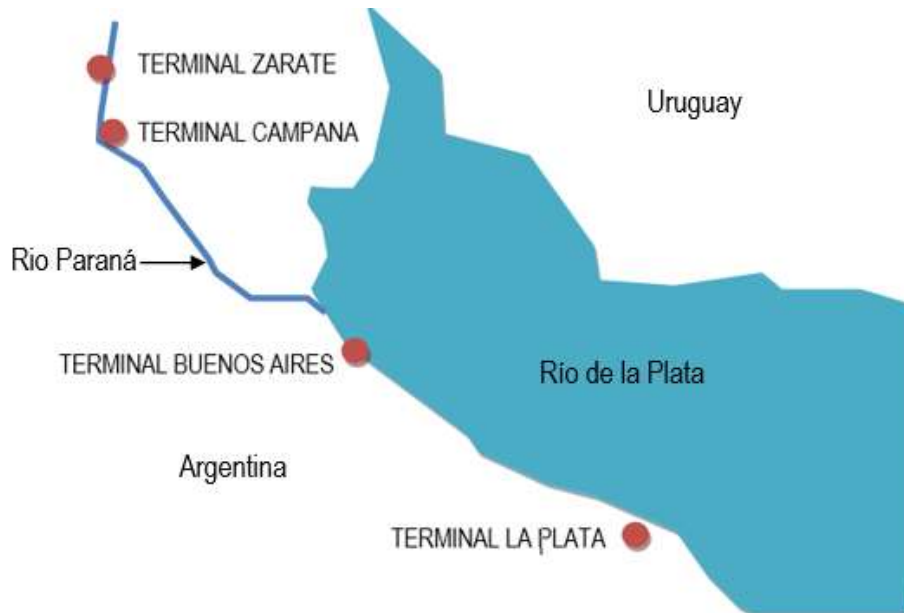 TERMINAL ZARATE
Uruguay
TERMINAL CAMPANA
Rio Paraná
TERMINAL BUENOS AIRES
Río de la Plata
Argentina
TERMINAL LA PLATA